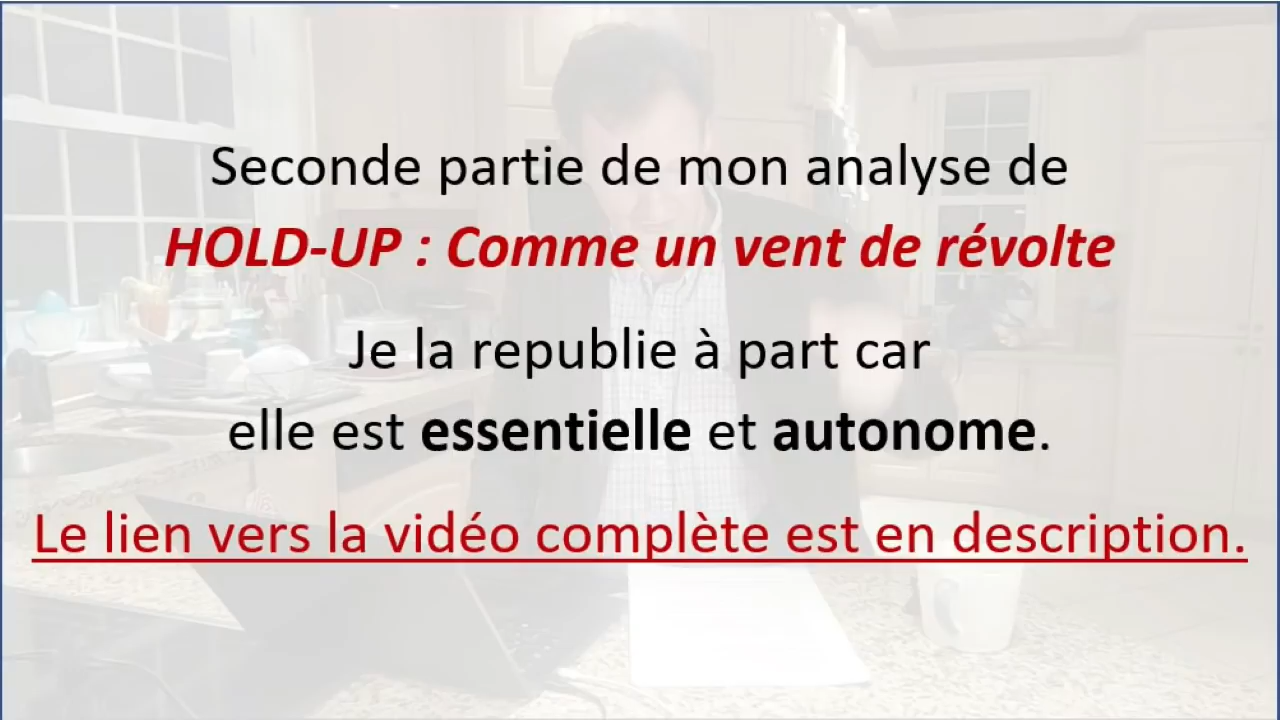 Seconde partie de mon analyse de
HOLD-UP : Comme un vent de révolte
Je la republie à part car
elle est essentielle et autonome.
Le lien vers la vidéo complète est en description.